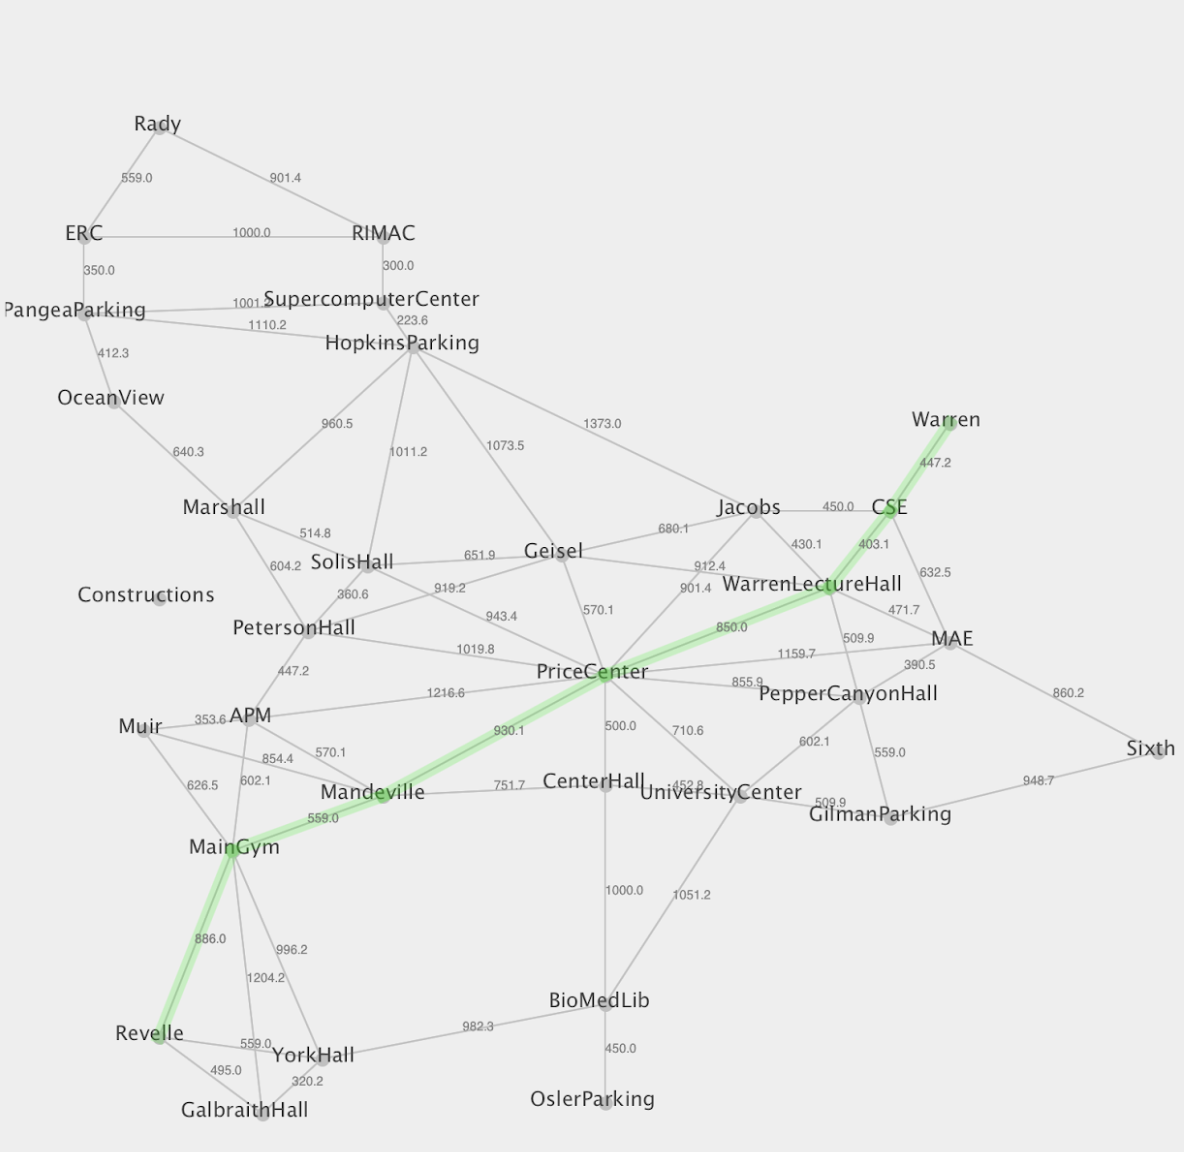 Rady
559.0
901.4
ERC
1000.0
RIMAC
350.0
300.0
PangeaParking
SupercomputerCenter
1110.2
223.6
HopkinsParking
412.3
OceanView
960.5
1373.0
Warren
640.3
1011.2
1073.5
447.2
Marshall
Jacobs
450.0
CSE
514.8
680.1
430.1
403.1
SolisHall
651.9
Geisel
604.2
912.4
632.5
Constructions
360.6
919.2
901.4
WarrenLectureHall
943.4
570.1
471.7
PetersonHall
850.0
509.9
MAE
1019.8
1159.7
390.5
447.2
PriceCenter
855.9
PepperCanyonHall
860.2
1216.6
Muir
353.6
APM
930.1
500.0
710.6
602.1
559.0
Sixth
854.4
570.1
626.5
602.1
Mandeville
751.7
CenterHall
452.8
UniversityCenter
509.9
GilmanParking
948.7
559.0
MainGym
1000.0
1051.2
886.0
996.2
1204.2
BioMedLib
Revelle
982.3
559.0
YorkHall
450.0
495.0
320.2
GalbraithHall
OslerParking